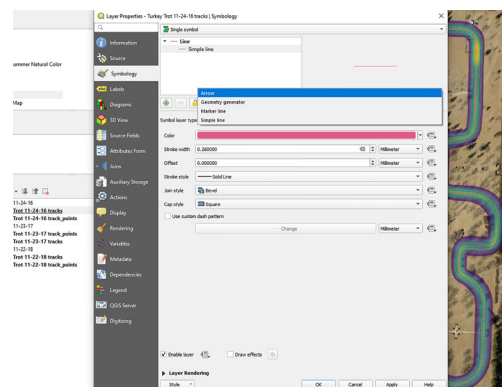 Layer Properties - Turkey Trot 11-24-16 tracks | Symbology
Information
Source
Symbology
Labels
Diagrams
3D View
Source Fields
Attributes Form
Joins
Auxiliary Storage
Actions
Display
Rendering
Variables
Metadata
Dependencies
Legend
QGIS Server
Digitizing
Single symbol
Line
Simple line
Symbol layer type
Arrow
Geometry generator
Marker line
Simple line
Color
Stroke width 0.260000 Millimeter
Offset 0.000000 Millimeter
Stroke style Solid Line
Join style Bevel
Cap style Square
Use custom dash pattern
Change Millimeter
Enable layer Draw effects
Layer Rendering
Style OK Cancel Apply Help
ummer Natural Color
Map
11-24-16
Trot 11-24-16 tracks
Trot 11-24-16 track_points
11-23-17
Trot 11-23-17 tracks
Trot 11-23-17 track_points
11-22-18
Trot 11-22-18 tracks
Trot 11-22-18 track_points